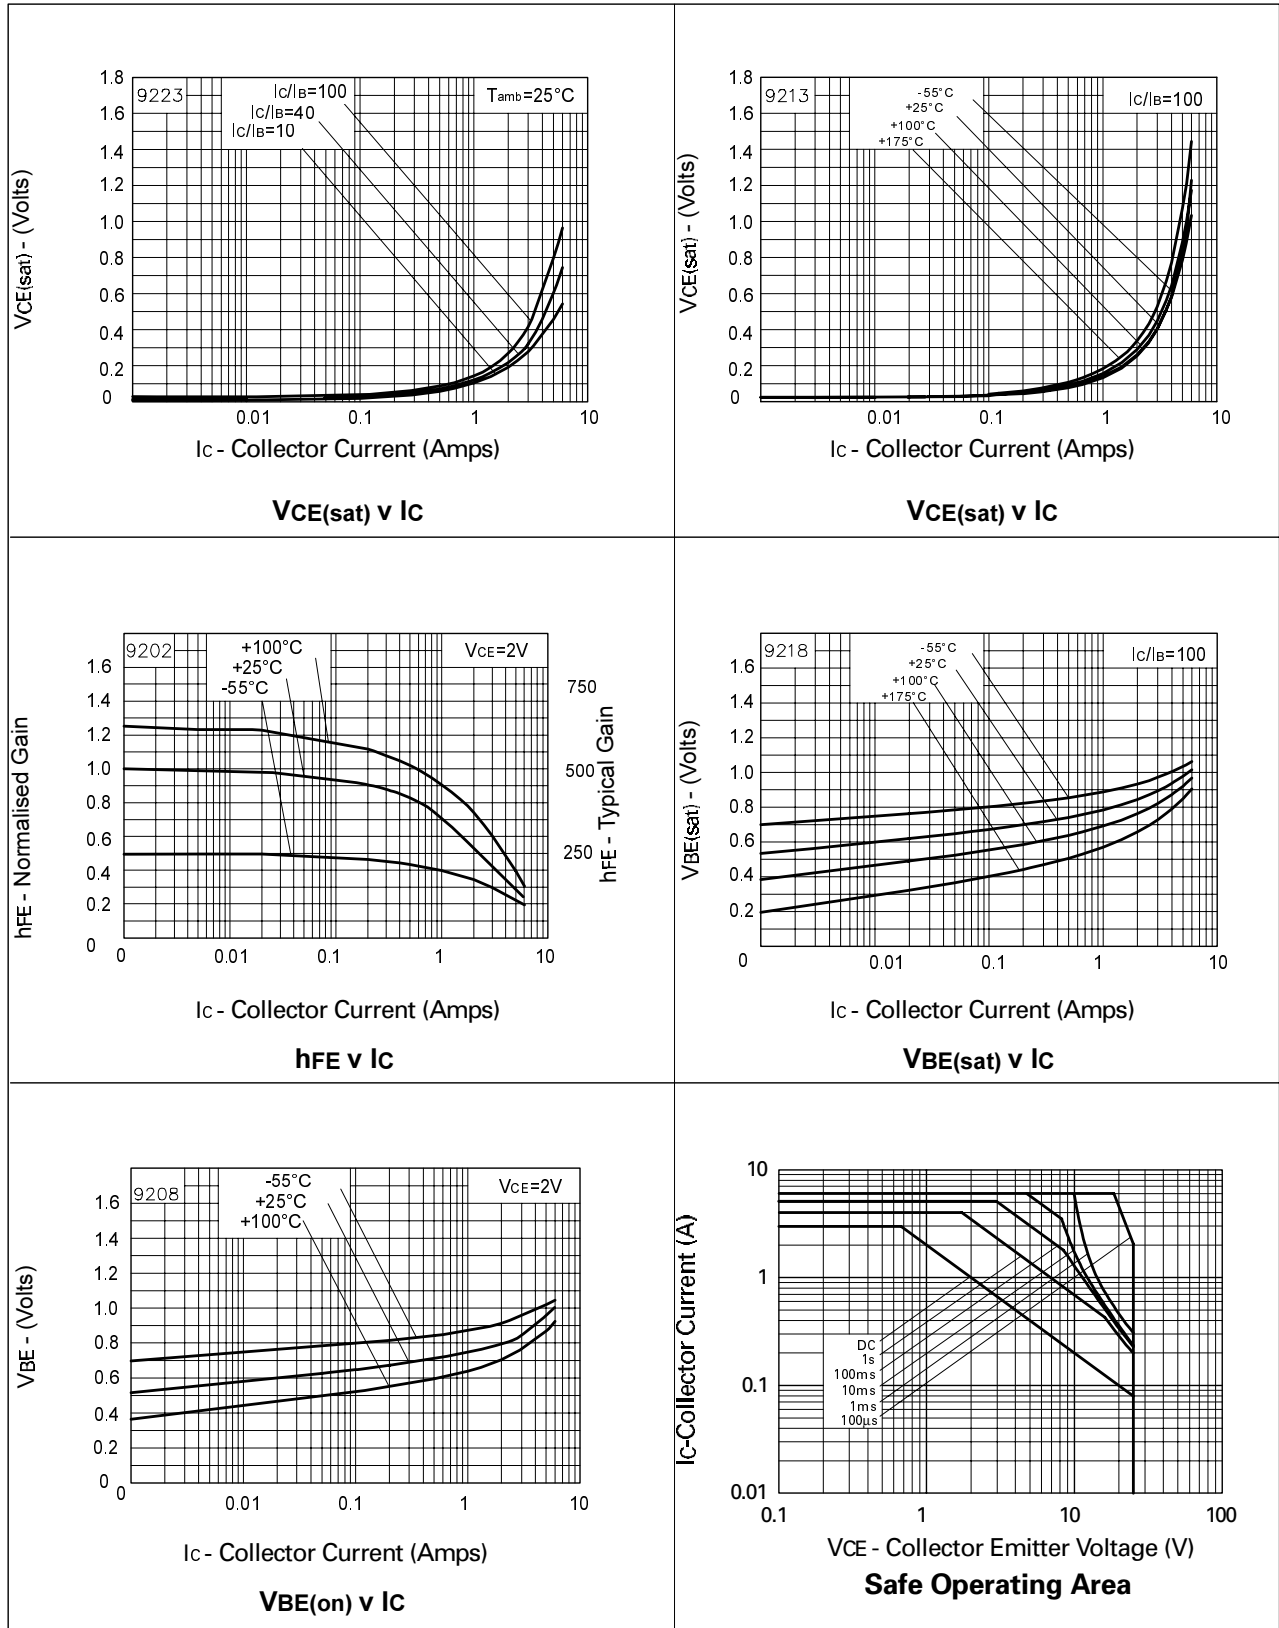 1.8
1.6
1.4
1.2
1.0
0.8
0.6
0.4
0.2
0
9223
IC/IB=100
IC/IB=40
IC/IB=10
Tamb=25°C
0.01 0.1 1 10
VCE(sat) - (Volts)
IC - Collector Current (Amps)
VCE(sat) v IC
1.8
1.6
1.4
1.2
1.0
0.8
0.6
0.4
0.2
0
9213
-55°C
+25°C
+100°C
+175°C
IC/IB=100
0.01 0.1 1 10
VCE(sat) - (Volts)
IC - Collector Current (Amps)
VCE(sat) v IC
1.6
1.4
1.2
1.0
0.8
0.6
0.4
0.2
0
9202
+100°C
+25°C
-55°C
VCE=2V
750
500
250
0 0.01 0.1 1 10
hFE - Normalised Gain
hFE - Typical Gain
IC - Collector Current (Amps)
hFE v IC
1.6
1.4
1.2
1.0
0.8
0.6
0.4
0.2
0
9218
-55°C
+25°C
+100°C
+175°C
IC/IB=100
0.01 0.1 1 10
VBE(sat) - (Volts)
IC - Collector Current (Amps)
VBE(sat) v IC
1.6
1.4
1.2
1.0
0.8
0.6
0.4
0.2
0
9208
-55°C
+25°C
+100°C
VCE=2V
0 0.01 0.1 1 10
VBE - (Volts)
IC - Collector Current (Amps)
VBE(on) v IC
10
1
0.1
0.01
DC
1s
100ms
10ms
1ms
100µs
0.1 1 10 100
IC-Collector Current (A)
VCE - Collector Emitter Voltage (V)
Safe Operating Area